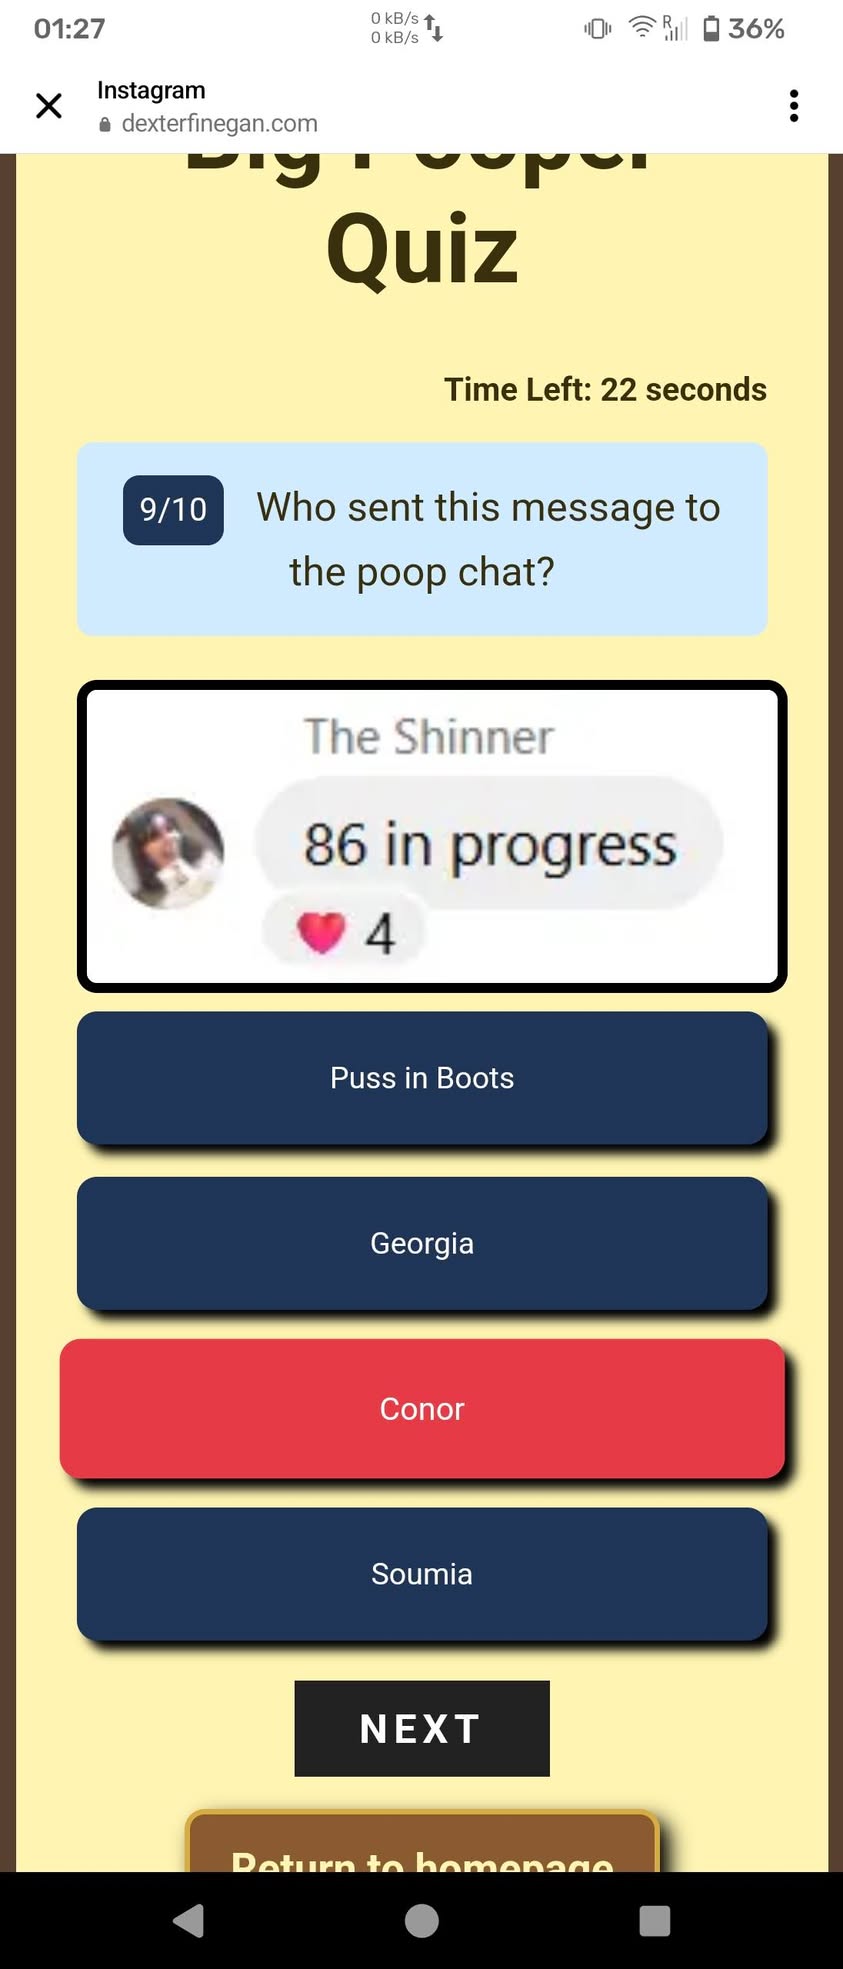 01:27
0 kB/s
0 kB/s
R
36%
Instagram
dexterfinegan.com
Big Pooper
Quiz
Time Left: 22 seconds
9/10 Who sent this message to
the poop chat?
The Shinner
86 in progress
4
Puss in Boots
Georgia
Conor
Soumia
NEXT
Return to homepage